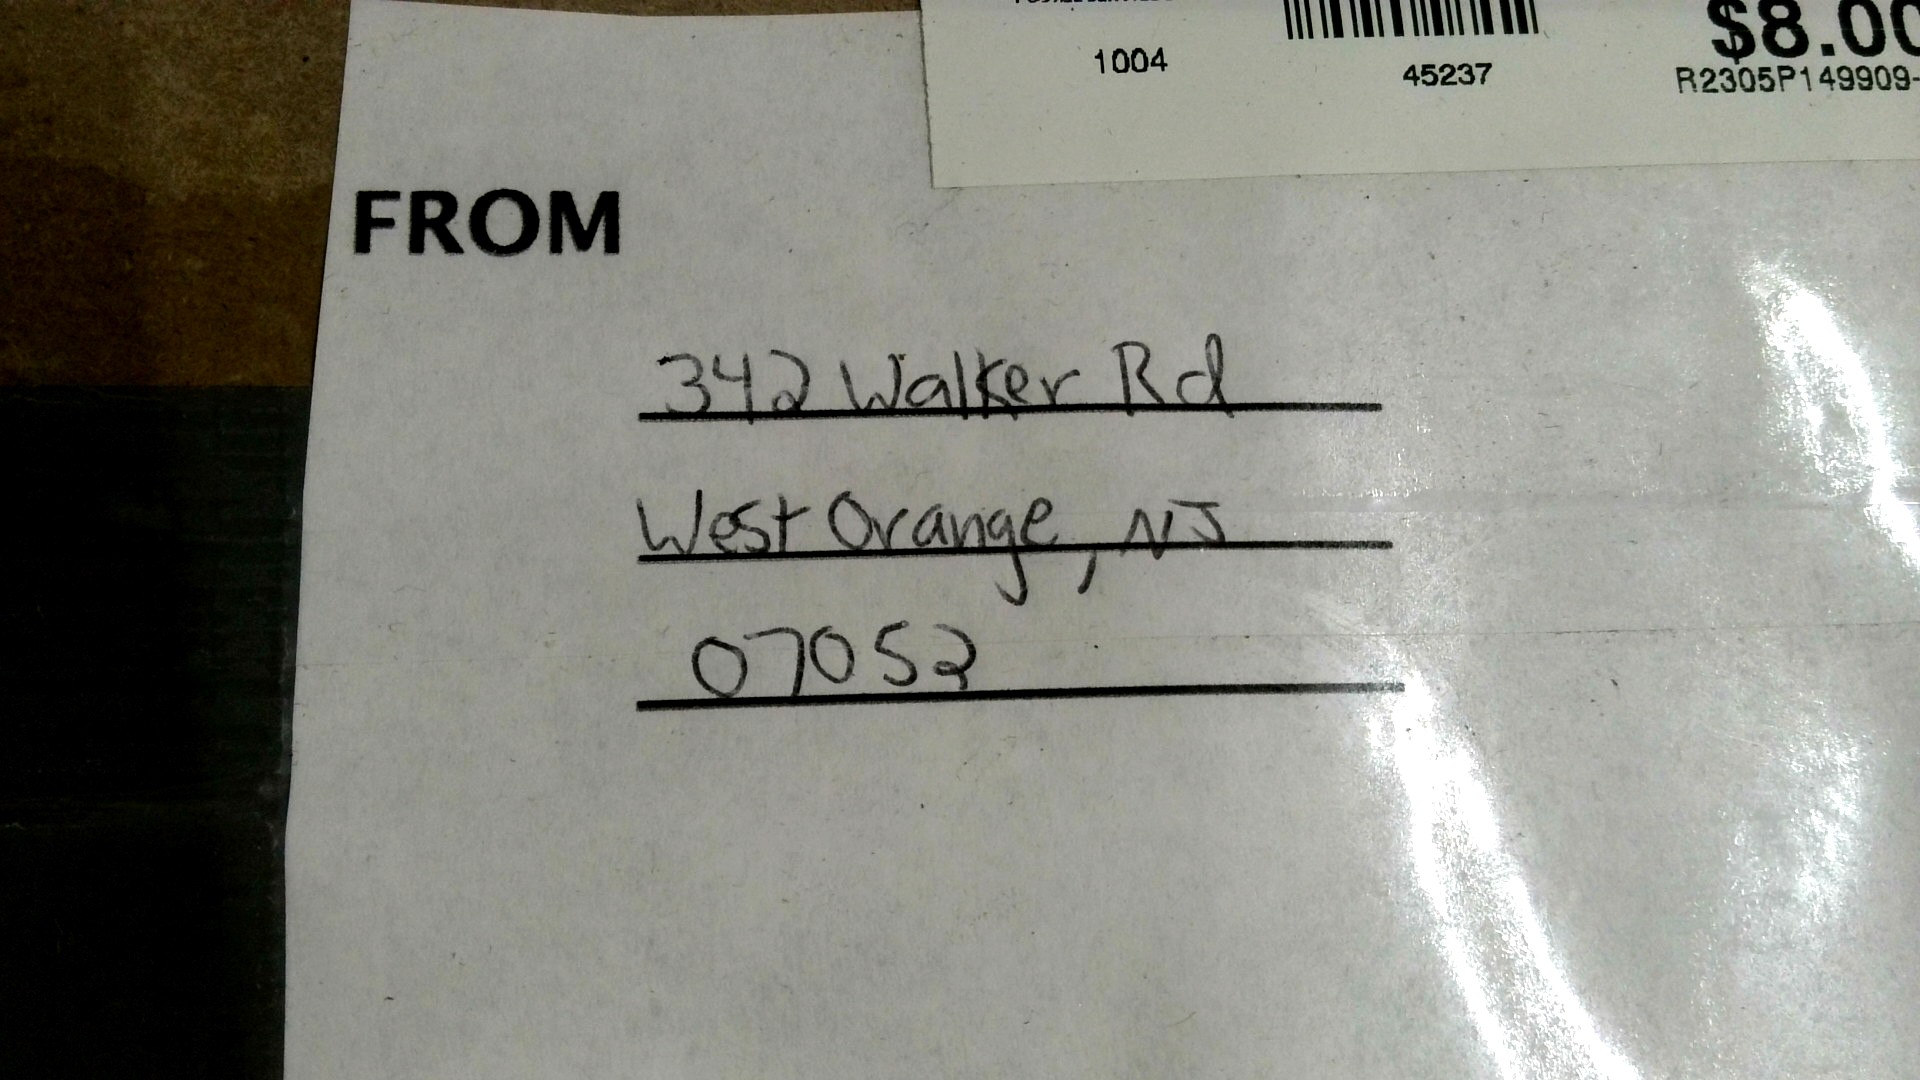 1004
45237
$8.00
R2305P149909-
FROM
342 Walker Rd
West Orange, NJ
07052